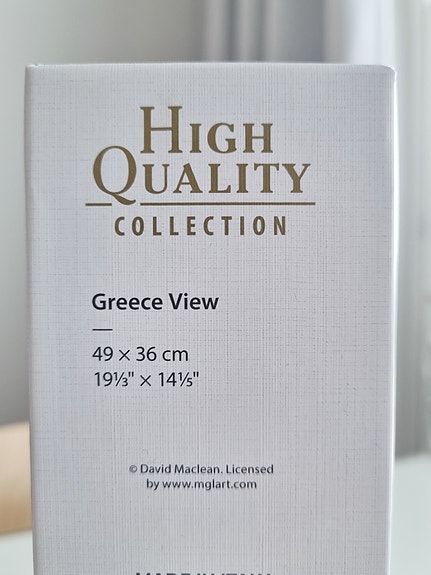 HIGH
QUALITY
COLLECTION
Greece View
49 × 36 cm
19⅓" × 14⅕"
© David Maclean. Licensed
by www.mglart.com